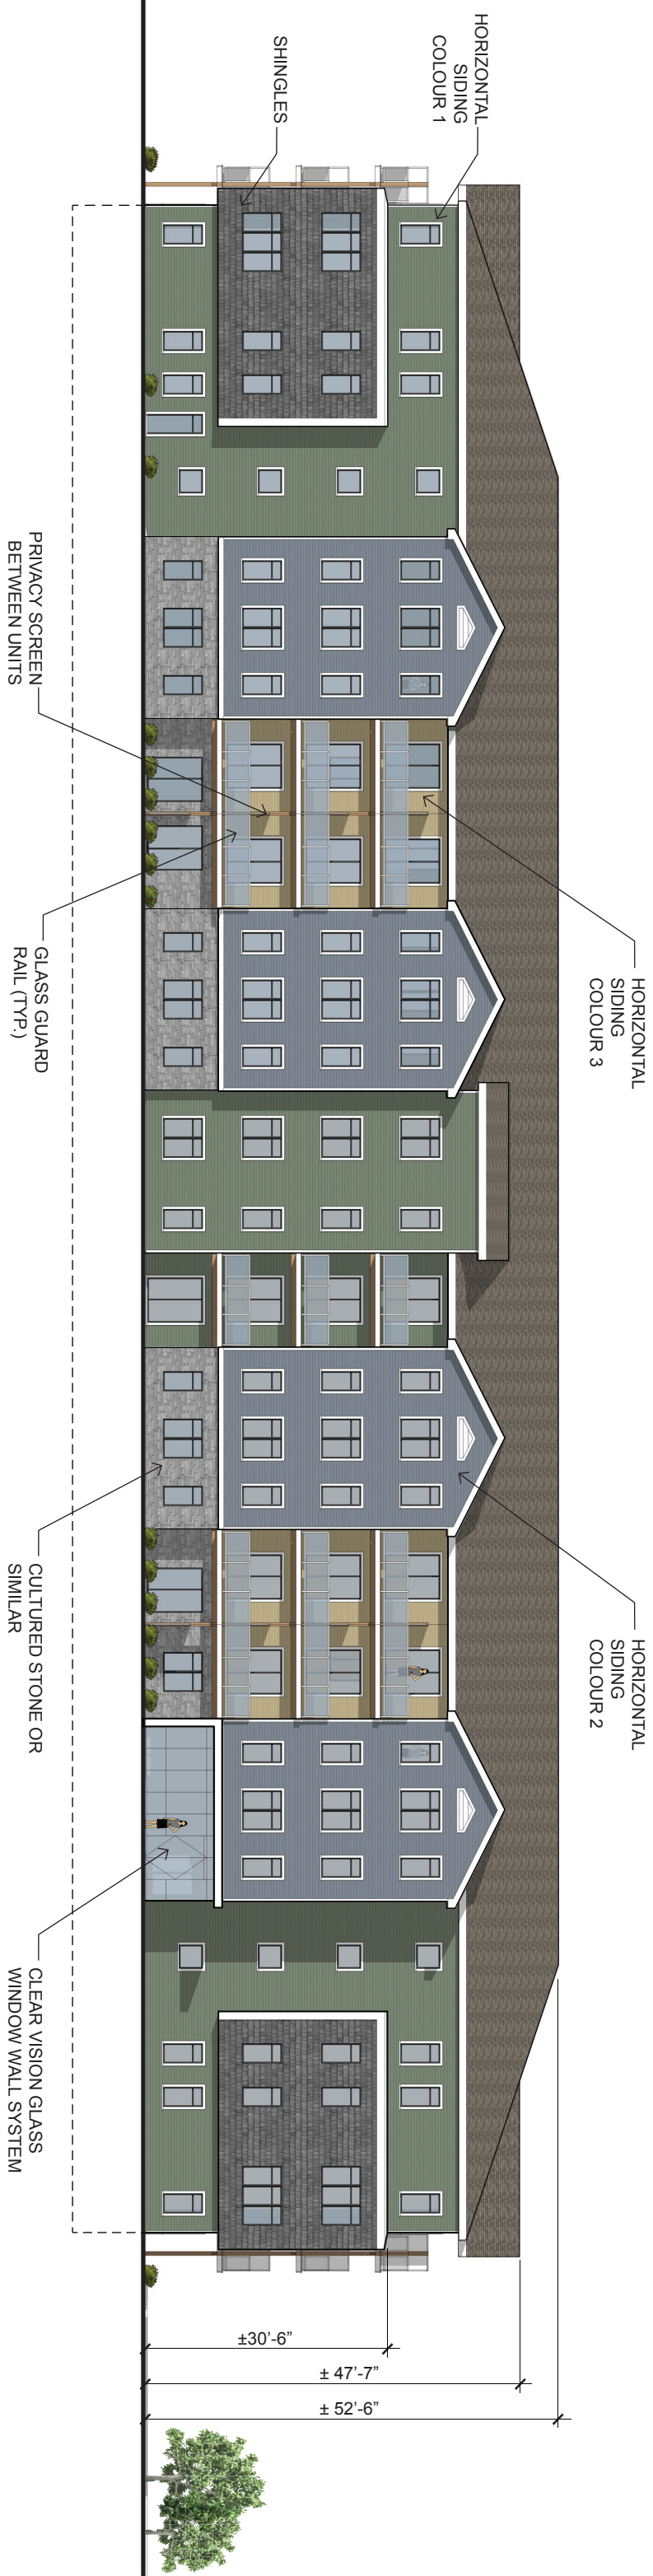 HORIZONTAL
SIDING
COLOUR 1
SHINGLES
HORIZONTAL
SIDING
COLOUR 3
PRIVACY SCREEN
BETWEEN UNITS
GLASS GUARD
RAIL (TYP.)
HORIZONTAL
SIDING
COLOUR 2
CULTURED STONE OR
SIMILAR
CLEAR VISION GLASS
WINDOW WALL SYSTEM
±30'-6”
± 47'-7”
± 52'-6”